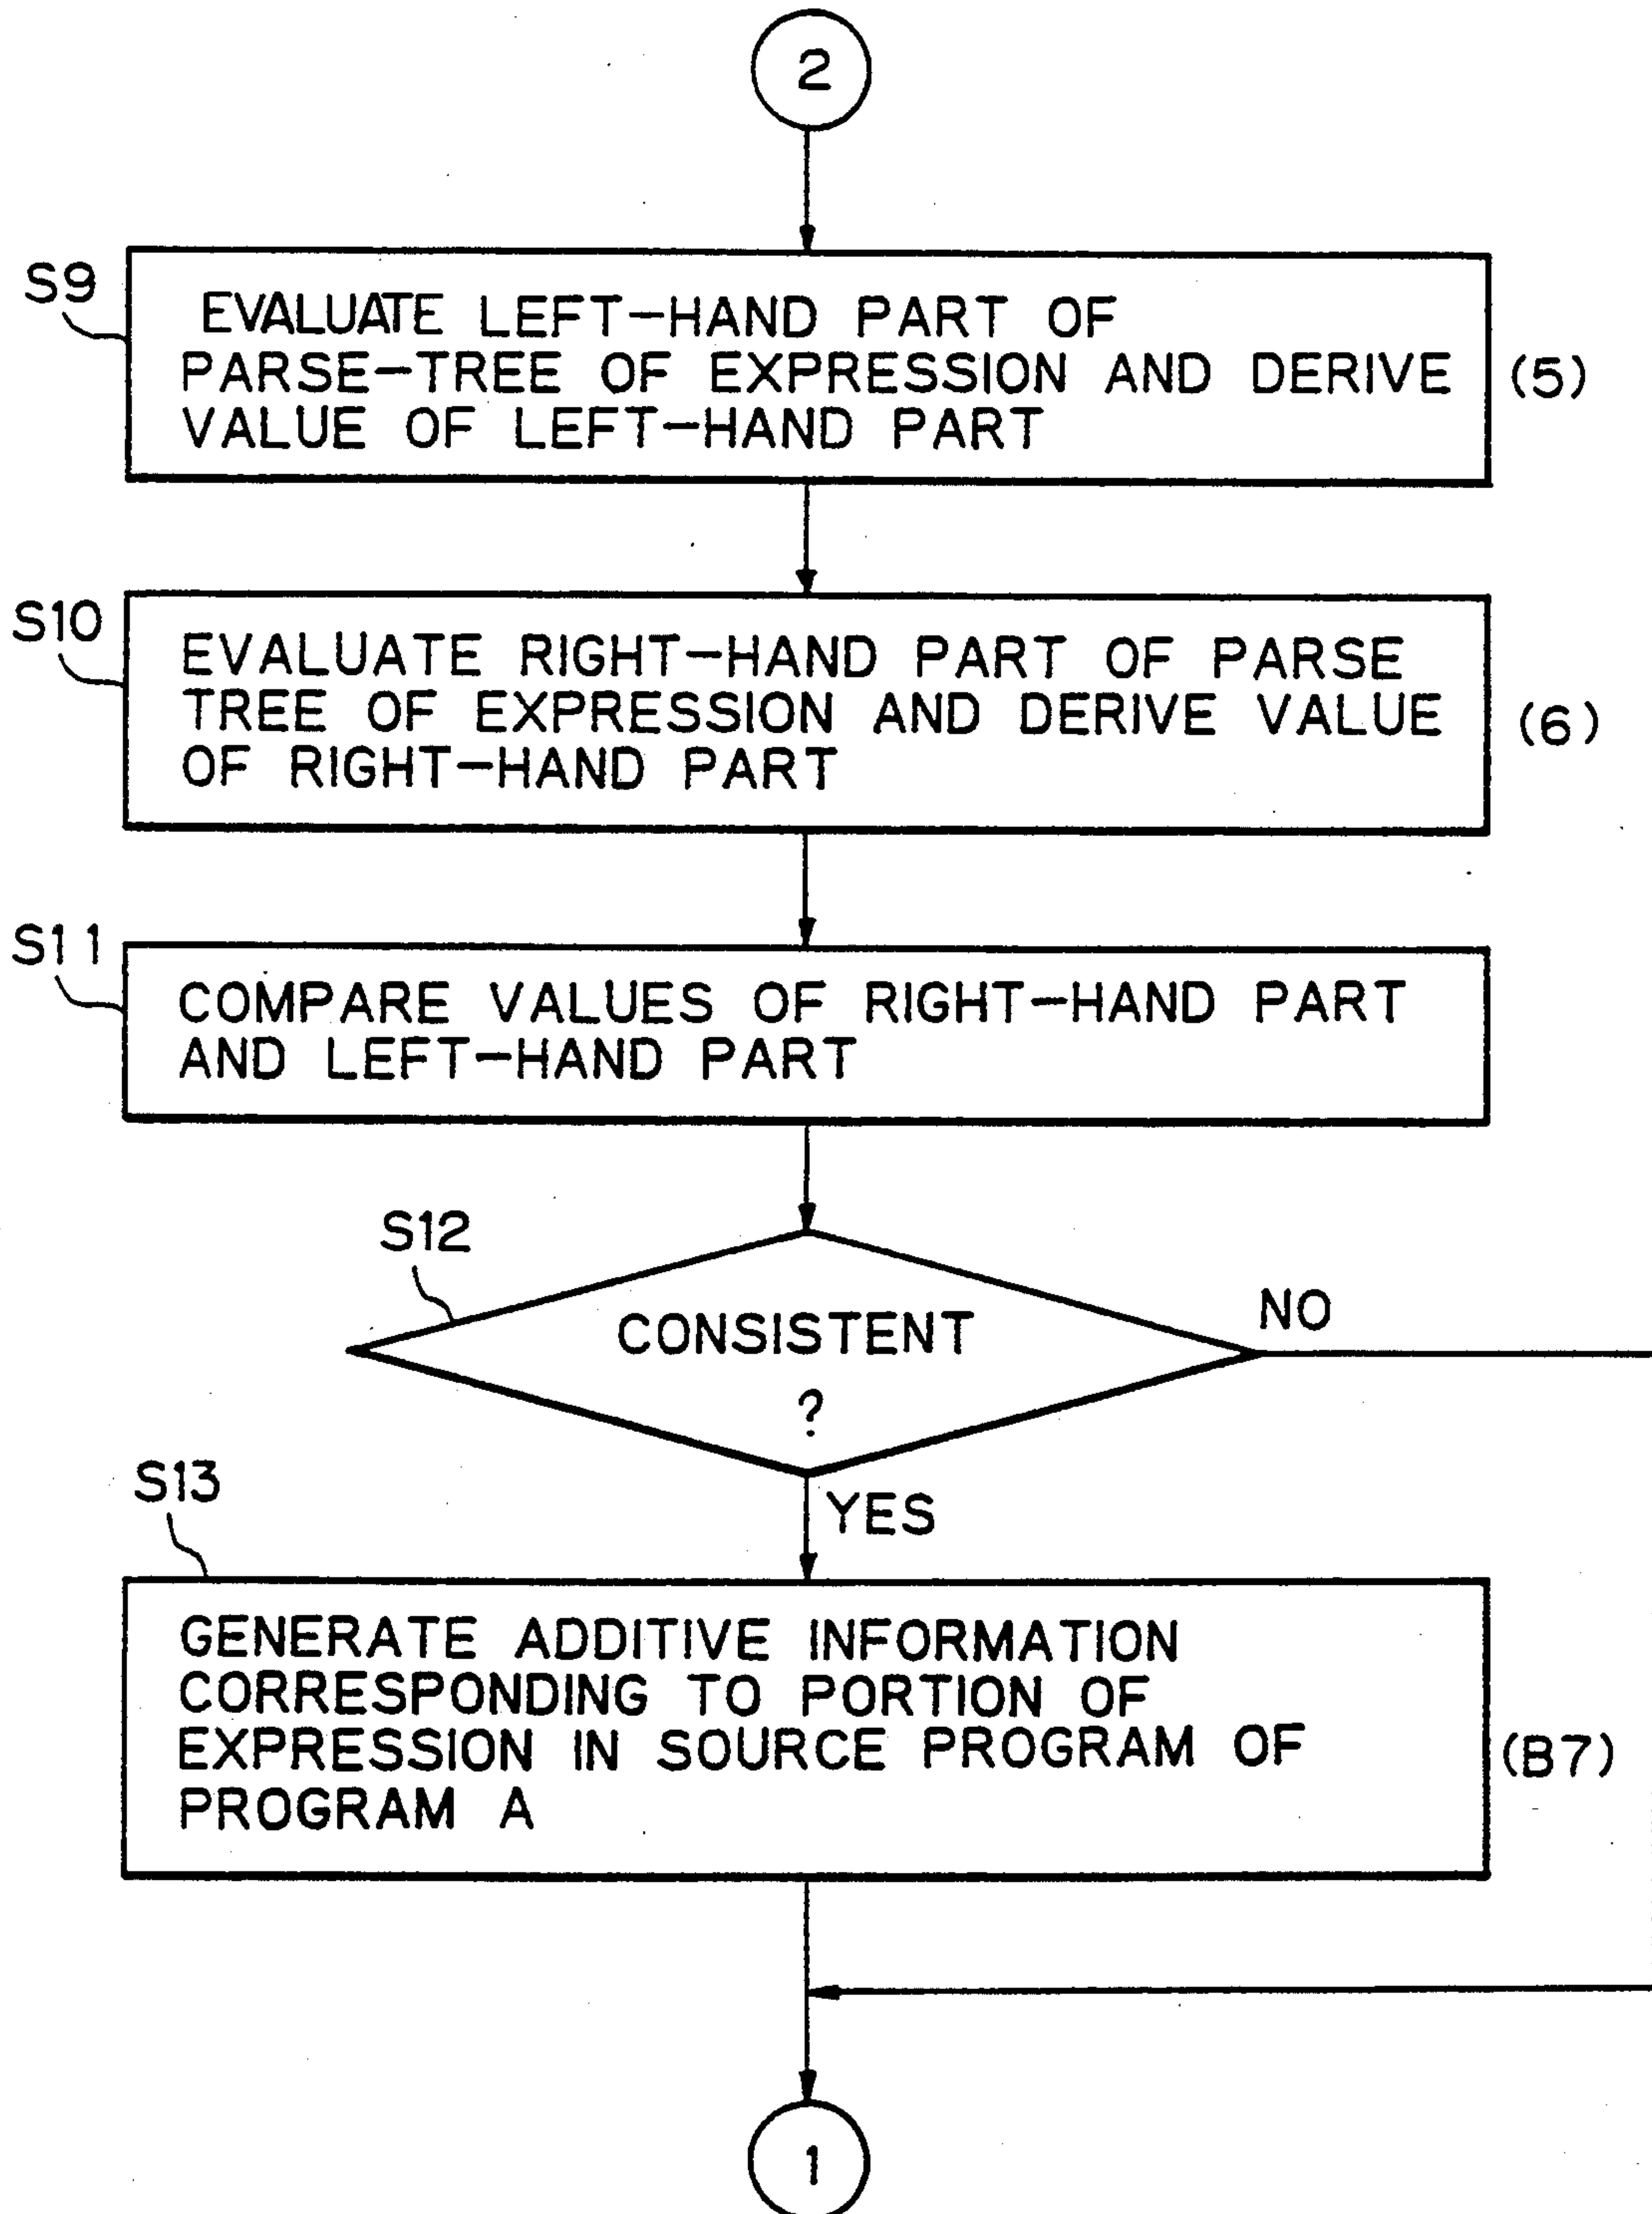 2
S9
EVALUATE LEFT-HAND PART OF
PARSE-TREE OF EXPRESSION AND DERIVE
VALUE OF LEFT-HAND PART
(5)
S10
EVALUATE RIGHT-HAND PART OF PARSE
TREE OF EXPRESSION AND DERIVE VALUE
OF RIGHT-HAND PART
(6)
S11
COMPARE VALUES OF RIGHT-HAND PART
AND LEFT-HAND PART
S12
CONSISTENT
?
NO
YES
S13
GENERATE ADDITIVE INFORMATION
CORRESPONDING TO PORTION OF
EXPRESSION IN SOURCE PROGRAM OF
PROGRAM A
(B7)
1